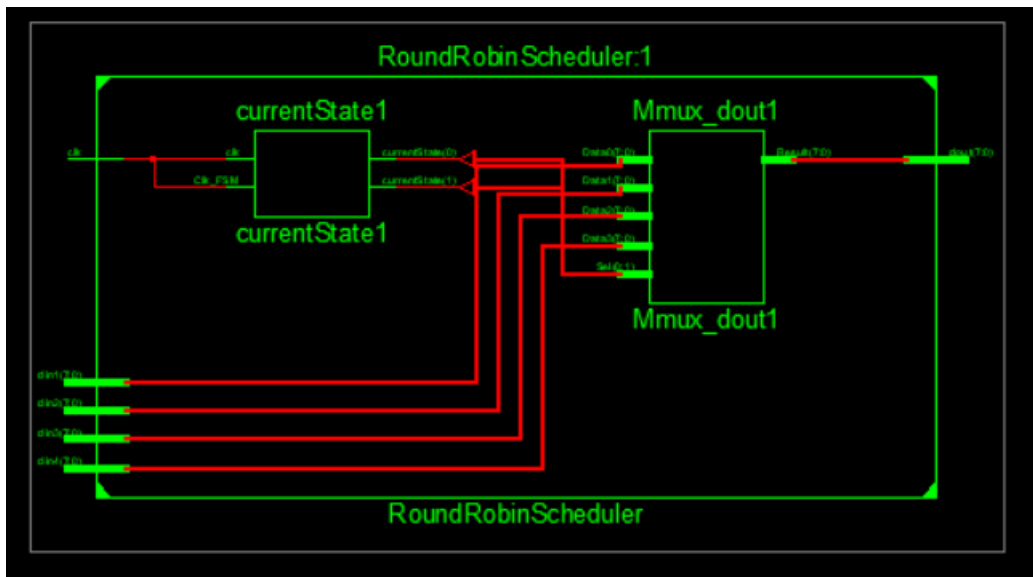 RoundRobinScheduler:1
currentState1
Mmux_dout1
clk
clk
currentState(0)
Data0(7:0)
Result(7:0)
dout(7:0)
Clk_FSM
currentState(1)
Data1(7:0)
Data2(7:0)
currentState1
Data3(7:0)
Sel(0:1)
Mmux_dout1
din1(7:0)
din2(7:0)
din3(7:0)
din4(7:0)
RoundRobinScheduler